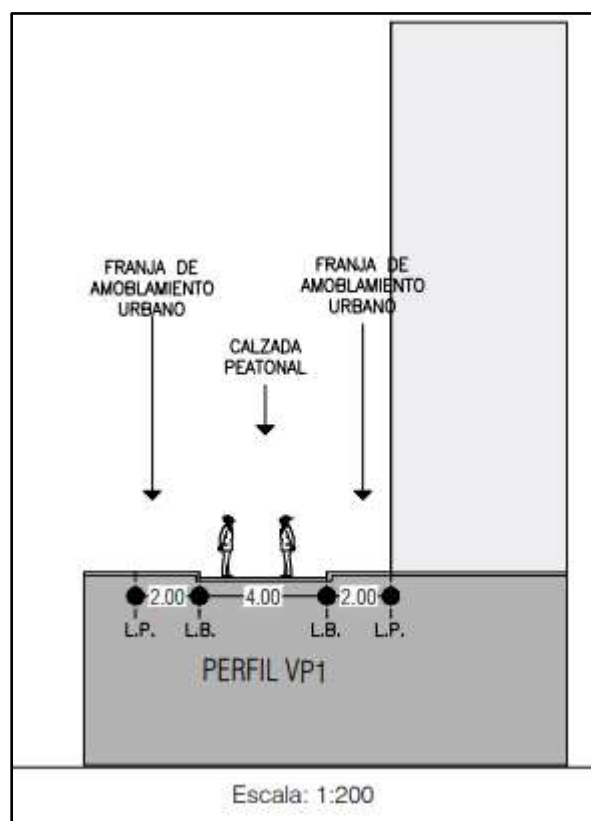 FRANJA DE
AMOBLAMIENTO
URBANO
FRANJA DE
AMOBLAMIENTO
URBANO
CALZADA
PEATONAL
2.00 4.00 2.00
L.P. L.B. L.B. L.P.
PERFIL VP1
Escala: 1:200